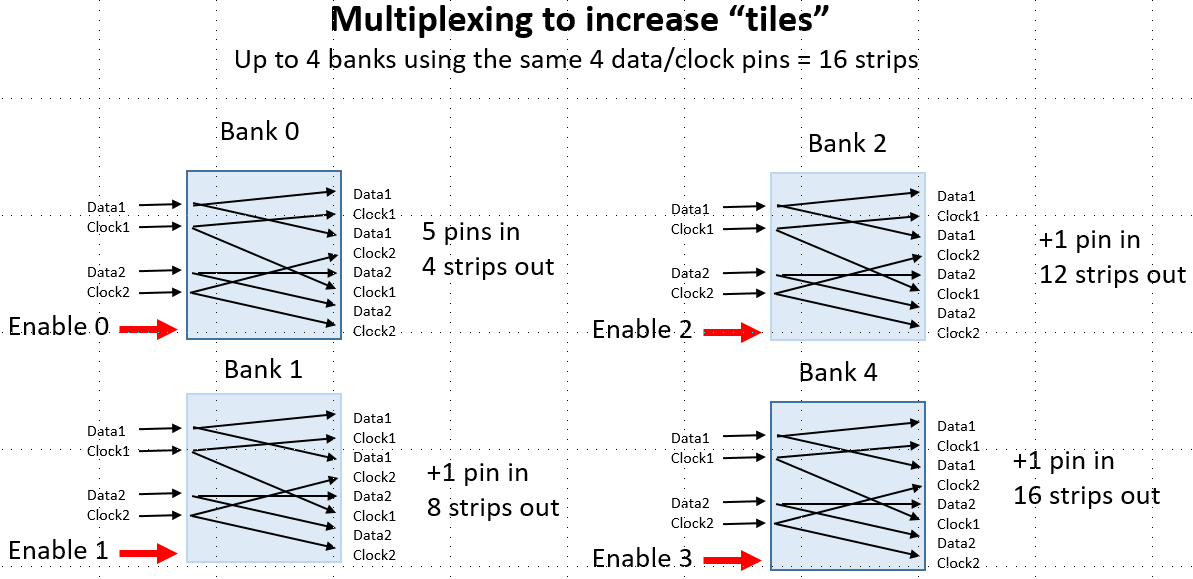 Multiplexing to increase “tiles”
Up to 4 banks using the same 4 data/clock pins = 16 strips
Bank 0
Data1
Clock1
Data2
Clock2
Enable 0
Data1
Clock1
Data1
Clock2
Data2
Clock1
Data2
Clock2
5 pins in
4 strips out
Bank 1
Data1
Clock1
Data2
Clock2
Enable 1
Data1
Clock1
Data1
Clock2
Data2
Clock1
Data2
Clock2
+1 pin in
8 strips out
Bank 2
Data1
Clock1
Data2
Clock2
Enable 2
Data1
Clock1
Data1
Clock2
Data2
Clock1
Data2
Clock2
+1 pin in
12 strips out
Bank 4
Data1
Clock1
Data2
Clock2
Enable 3
Data1
Clock1
Data1
Clock2
Data2
Clock1
Data2
Clock2
+1 pin in
16 strips out